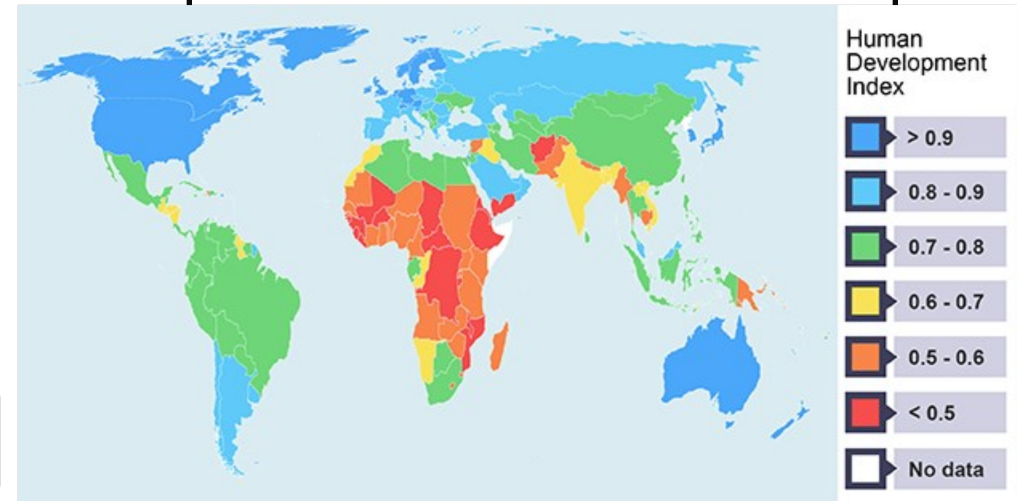 Human
Development
Index
> 0.9
0.8 - 0.9
0.7 - 0.8
0.6 - 0.7
0.5 - 0.6
< 0.5
No data